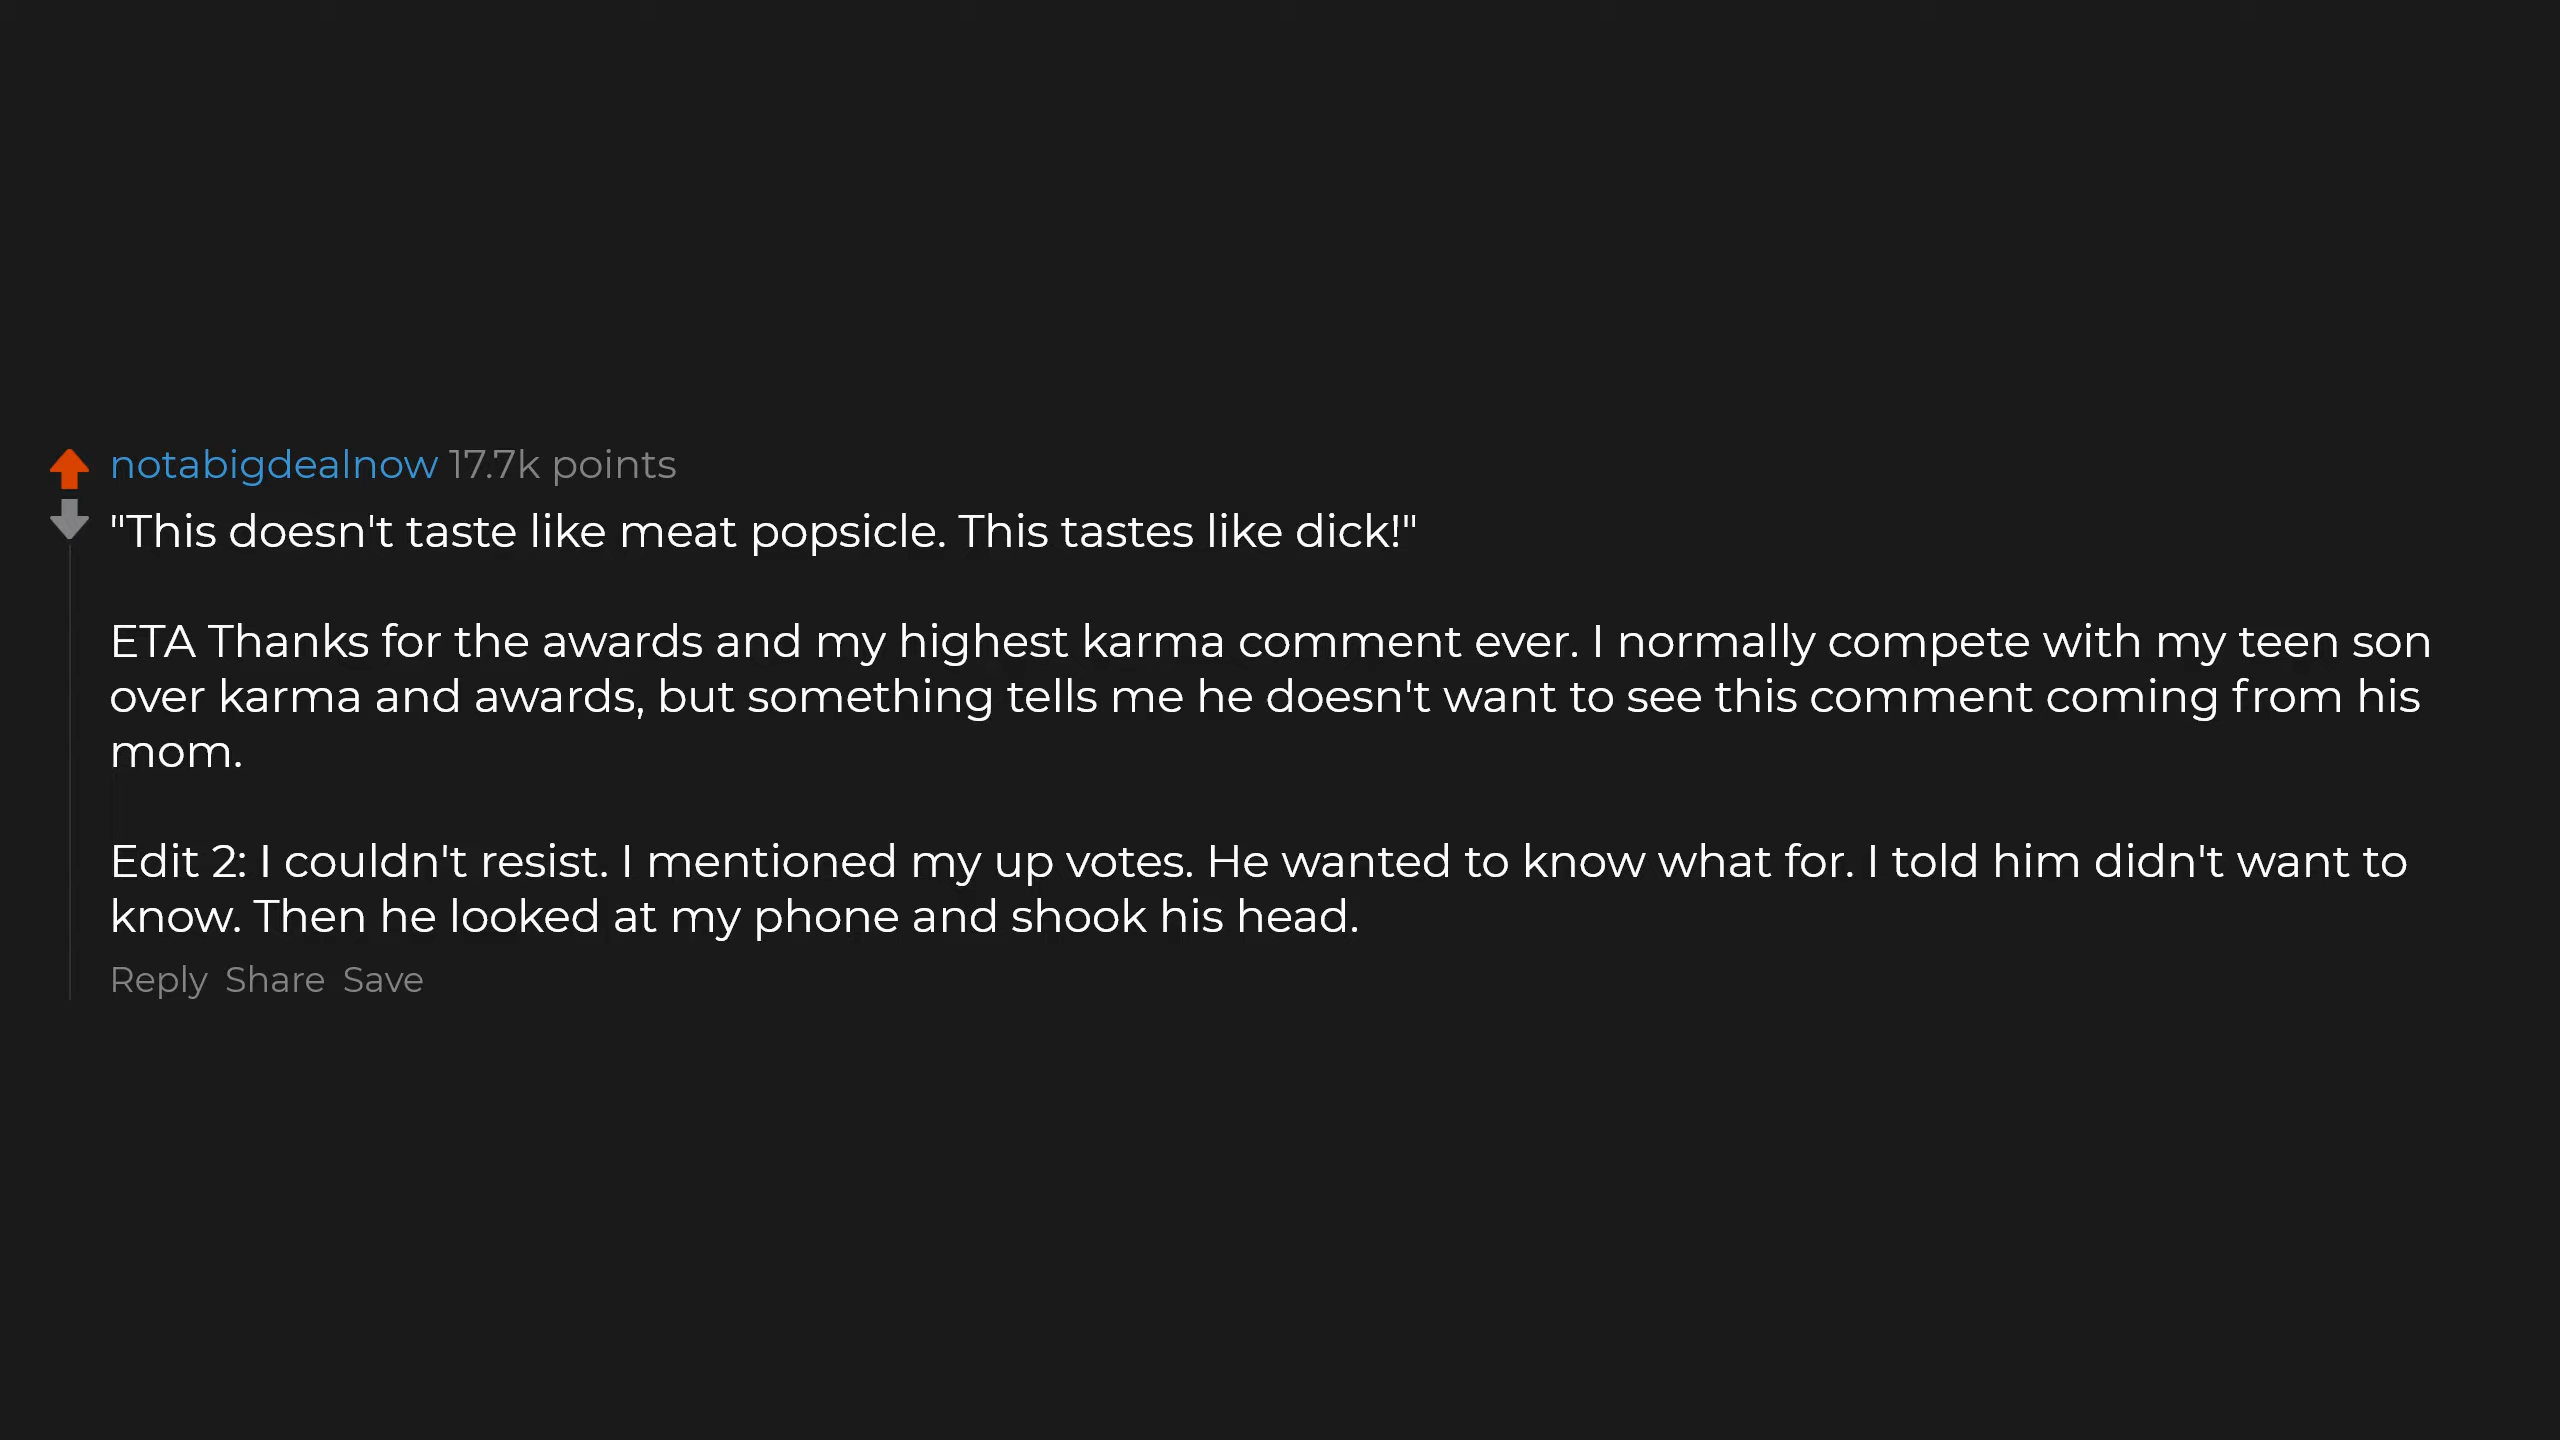 notabigdealnow 17.7k points
"This doesn't taste like meat popsicle. This tastes like dick!"
ETA Thanks for the awards and my highest karma comment ever. I normally compete with my teen son
over karma and awards, but something tells me he doesn't want to see this comment coming from his
mom.
Edit 2: I couldn't resist. I mentioned my up votes. He wanted to know what for. I told him didn't want to
know. Then he looked at my phone and shook his head.
Reply Share Save